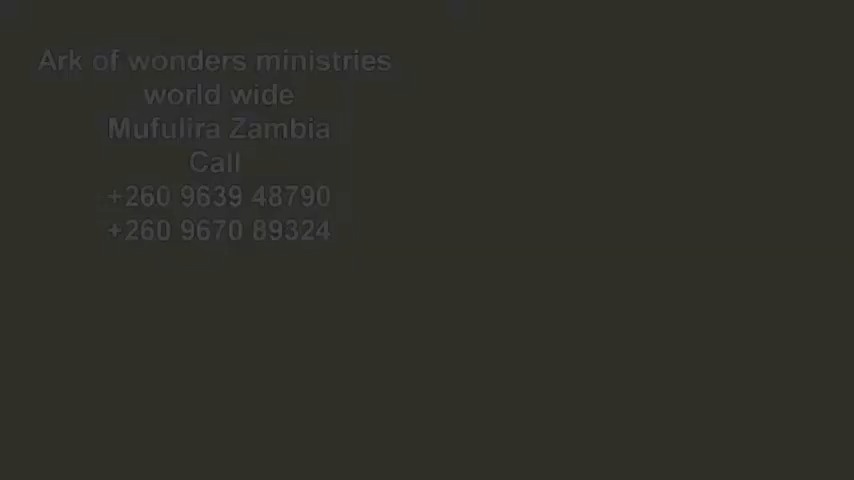 Ark of wonders ministries
world wide
Mufulira Zambia
Call
+260 9639 48790
+260 9670 89324